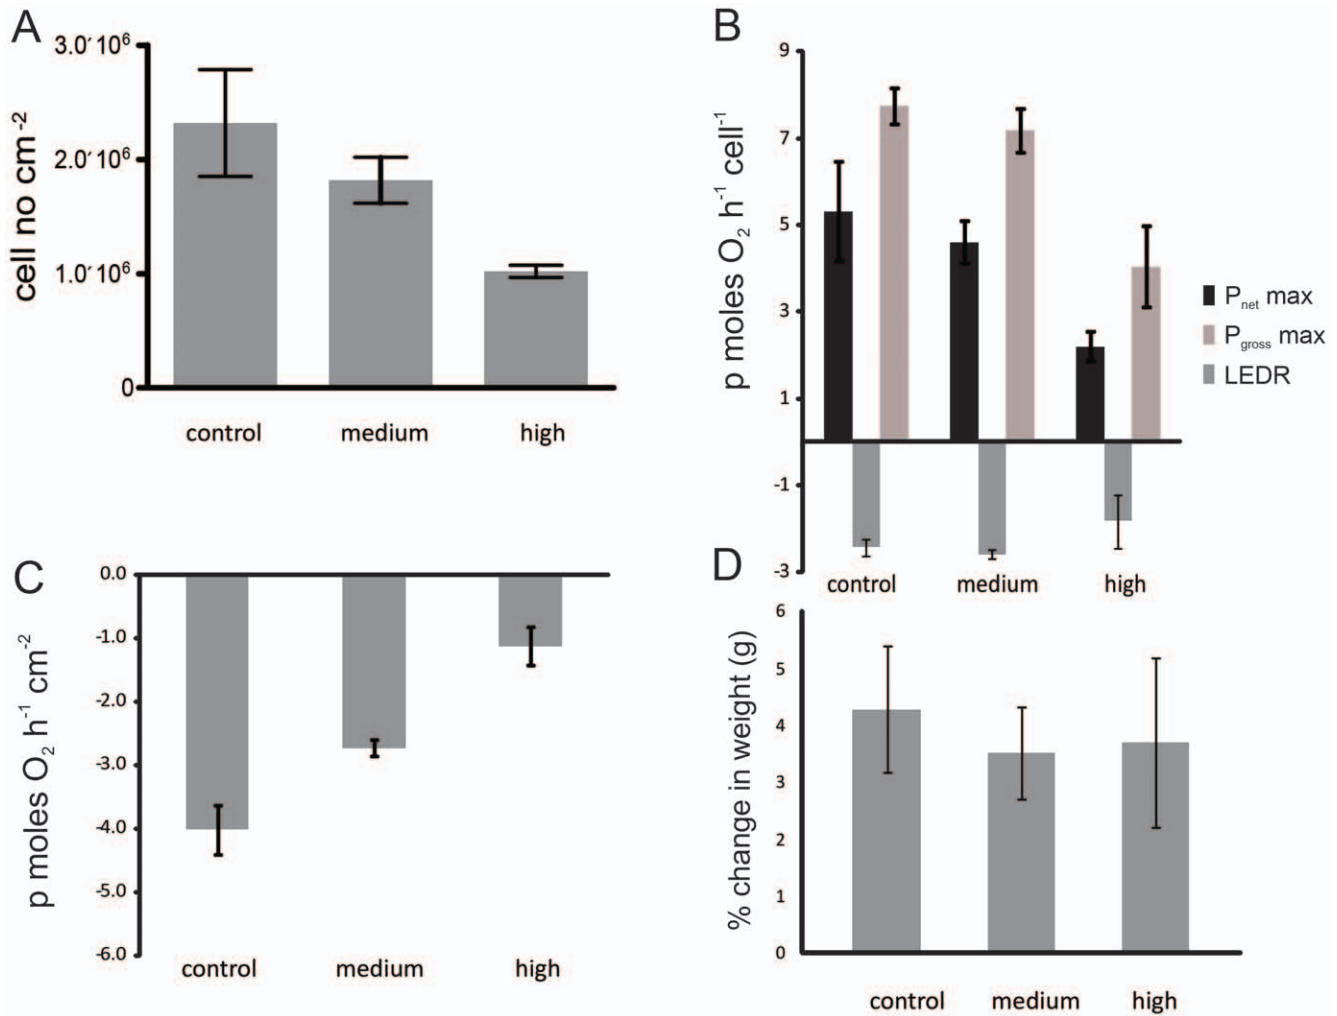 A
3.0´10⁶
2.0´10⁶
1.0´10⁶
0
cell no cm⁻²
control medium high
B
9
7
5
3
1
-1
-3
p moles O₂ h⁻¹ cell⁻¹
control medium high
Pnet max
Pgross max
LEDR
C
0.0
-1.0
-2.0
-3.0
-4.0
-5.0
-6.0
p moles O₂ h⁻¹ cm⁻²
control medium high
D
6
5
4
3
2
1
0
% change in weight (g)
control medium high